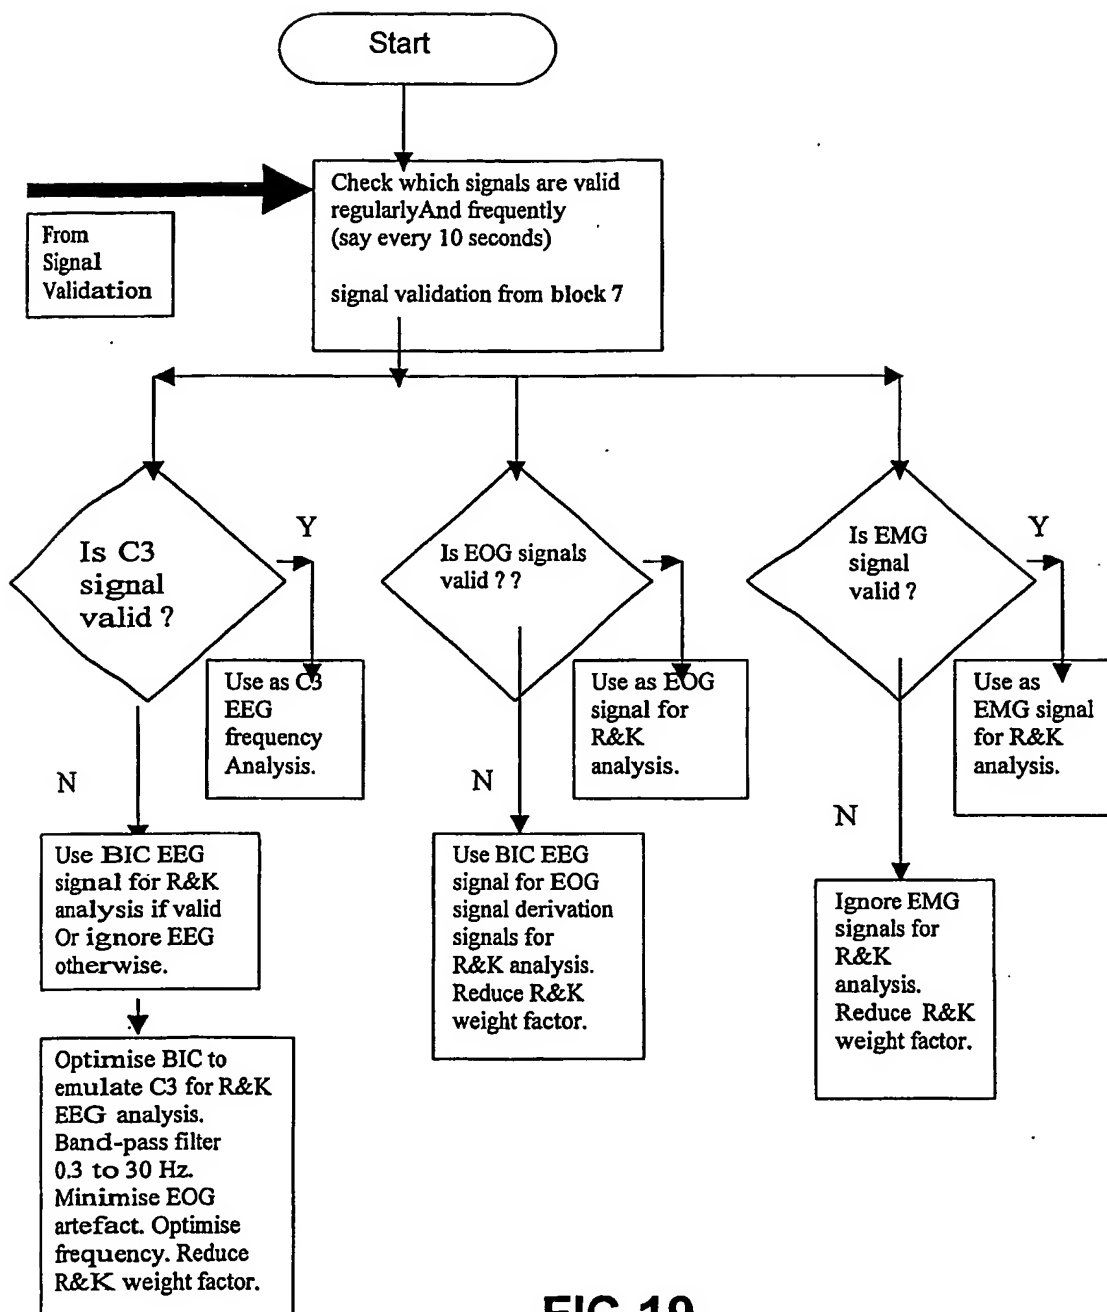 Start
Check which signals are valid
regularlyAnd frequently
(say every 10 seconds)
signal validation from block 7
From
Signal
Validation
Is C3
signal
valid ?
Y
Use as C3
EEG
frequency
Analysis.
N
Use BIC EEG
signal for R&K
analysis if valid
Or ignore EEG
otherwise.
Optimise BIC to
emulate C3 for R&K
EEG analysis.
Band-pass filter
0.3 to 30 Hz.
Minimise EOG
artefact. Optimise
frequency. Reduce
R&K weight factor.
Is EOG signals
valid ? ?
Use as EOG
signal for
R&K
analysis.
N
Use BIC EEG
signal for EOG
signal derivation
signals for
R&K analysis.
Reduce R&K
weight factor.
Is EMG
signal
valid ?
Y
Use as
EMG signal
for R&K
analysis.
N
Ignore EMG
signals for
R&K
analysis.
Reduce R&K
weight factor.
FIG 19